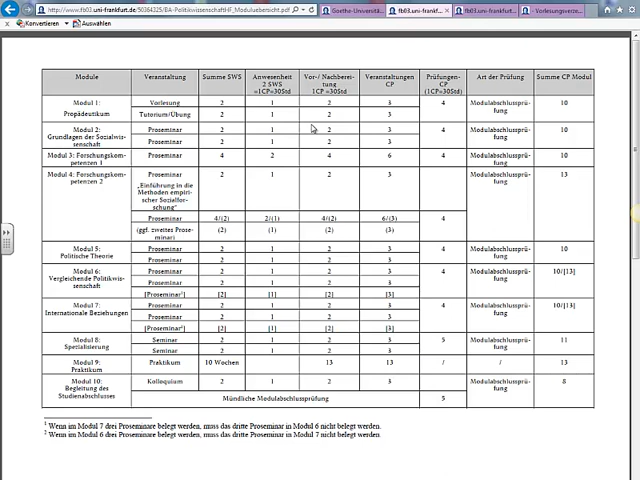 http://www.fb03.uni-frankfurt.de/50364325/BA-PolitikwissenschaftHF_Moduluebersicht.pdf
Goethe-Universitä...
fb03.uni-frankfurt...
fb03.uni-frankfurt...
- Vorlesungsverze...
x Konvertieren Auswählen
Module Veranstaltung Summe SWS Anwesenheit 2 SWS =1CP=30Std Vor-/ Nachbereitung 1CP =30Std Veranstaltungen CP Prüfungen-CP (1CP=30Std) Art der Prüfung Summe CP Modul
Modul 1: Propädeutikum Vorlesung 2 1 2 3 4 Modulabschlussprüfung 10
Tutorium/Übung 2 1 2 3
Modul 2: Grundlagen der Sozialwissenschaft Proseminar 2 1 2 3 4 Modulabschlussprüfung 10
Proseminar 2 1 2 3
Modul 3: Forschungskompetenzen 1 Proseminar 4 2 4 6 4 Modulabschlussprüfung 10
Modul 4: Forschungskompetenzen 2 Proseminar 2 1 2 3 Modulabschlussprüfung 13
„Einführung in die
Methoden empirischer Sozialforschung“
Proseminar 4/(2) 2/(1) 4/(2) 6/(3) 4
(ggf. zweites Proseminar) (2) (1) (2) (3)
Modul 5: Politische Theorie Proseminar 2 1 2 3 4 Modulabschlussprüfung 10
Proseminar 2 1 2 3
Modul 6: Vergleichende Politikwissenschaft Proseminar 2 1 2 3 4 Modulabschlussprüfung 10/[13]
Proseminar 2 1 2 3
[Proseminar¹] [2] [1] [2] [3]
Modul 7: Internationale Beziehungen Proseminar 2 1 2 3 4 Modulabschlussprüfung 10/[13]
Proseminar 2 1 2 3
[Proseminar²] [2] [1] [2] [3]
Modul 8: Spezialisierung Seminar 2 1 2 3 5 Modulabschlussprüfung 11
Seminar 2 1 2 3
Modul 9: Praktikum Praktikum 10 Wochen 13 13 / / 13
Modul 10: Begleitung des Studienabschlusses Kolloquium 2 1 2 3 Modulabschlussprüfung 8
Mündliche Modulabschlussprüfung 5
¹ Wenn im Modul 7 drei Proseminare belegt werden, muss das dritte Proseminar in Modul 6 nicht belegt werden.
² Wenn im Modul 6 drei Proseminare belegt werden, muss das dritte Proseminar in Modul 7 nicht belegt werden.